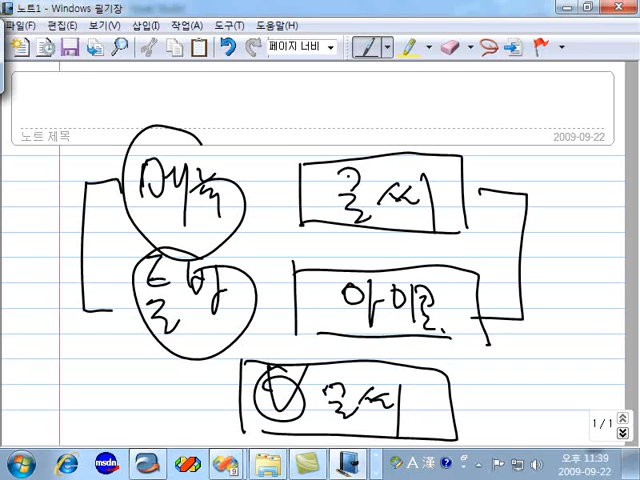 노트1 - Windows 필기장
파일(F) 편집(E) 보기(V) 삽입(I) 작업(A) 도구(T) 도움말(H)
페이지 너비
노트 제목
2009-09-22
글씨
아이콘
글씨
1 / 1
msdn
A 漢
오후 11:39
2009-09-22